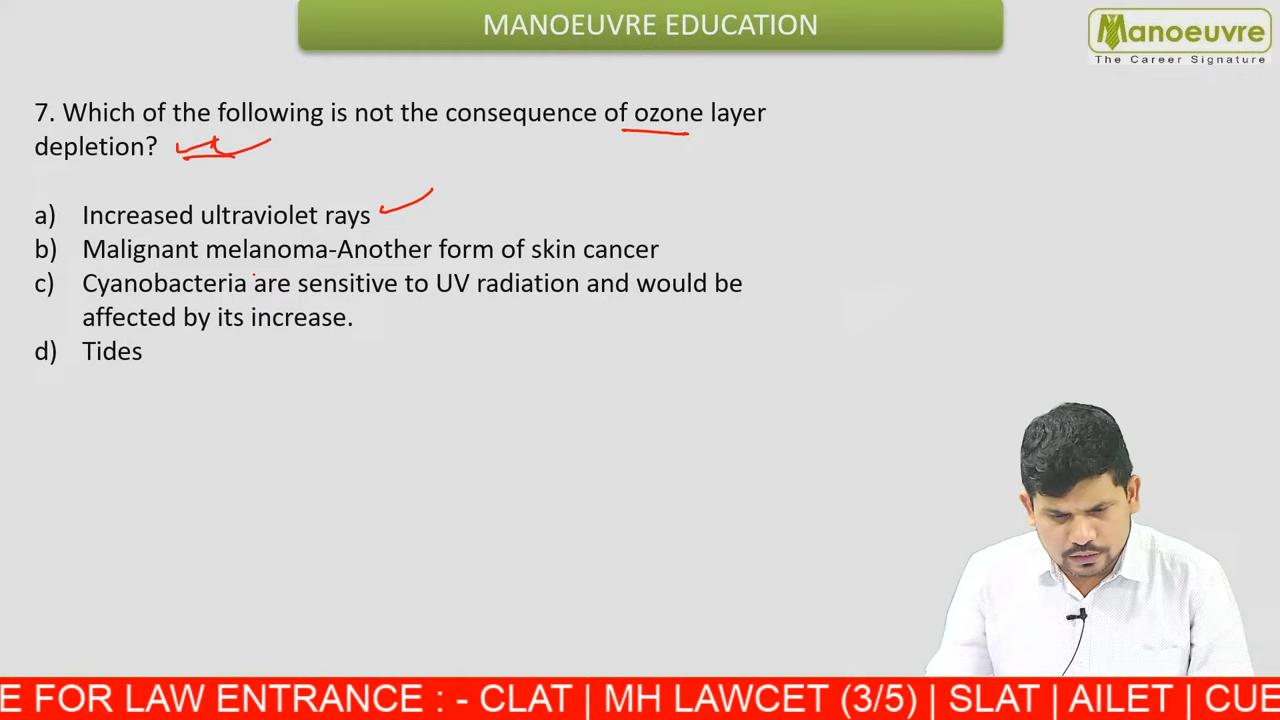 MANOEUVRE EDUCATION
Manoeuvre
The Career Signature
7. Which of the following is not the consequence of ozone layer
depletion?
a) Increased ultraviolet rays
b) Malignant melanoma-Another form of skin cancer
c) Cyanobacteria are sensitive to UV radiation and would be
affected by its increase.
d) Tides
E FOR LAW ENTRANCE : - CLAT | MH LAWCET (3/5) | SLAT | AILET | CUE